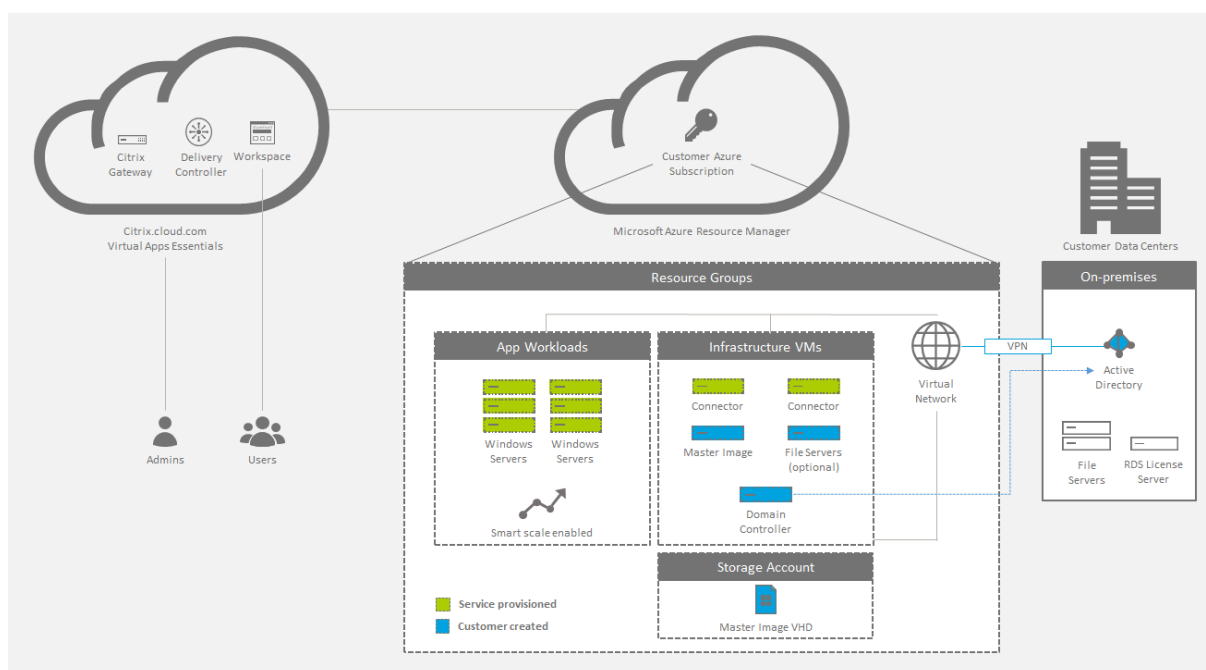 Citrix
Gateway
Delivery
Controller
Workspace
Citrix.cloud.com
Virtual Apps Essentials
Admins
Users
Customer Azure
Subscription
Microsoft Azure Resource Manager
Customer Data Centers
Resource Groups
App Workloads
Windows
Servers
Windows
Servers
Smart scale enabled
Infrastructure VMs
Connector
Connector
Master Image
File Servers
(optional)
Domain
Controller
Storage Account
Master Image VHD
Virtual
Network
VPN
On-premises
Active
Directory
File
Servers
RDS License
Server
Service provisioned
Customer created